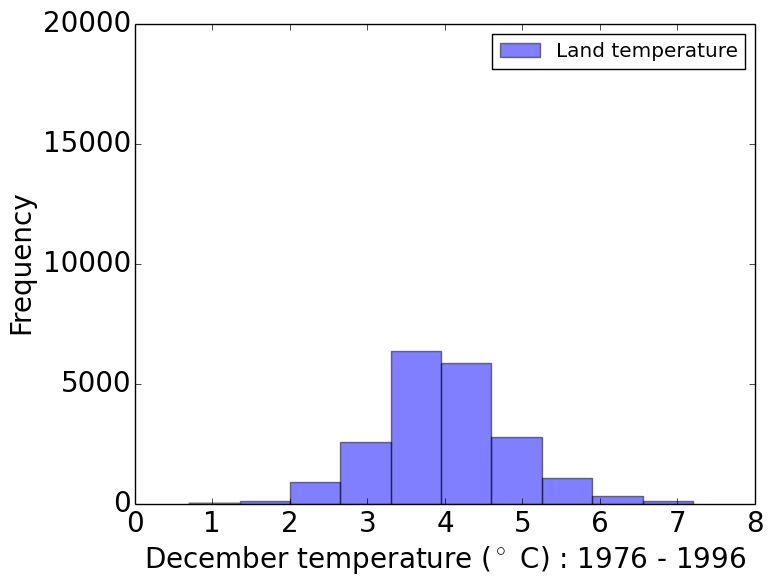 20000
15000
10000
5000
0
Frequency
Land temperature
0 1 2 3 4 5 6 7 8
December temperature (° C) : 1976 - 1996